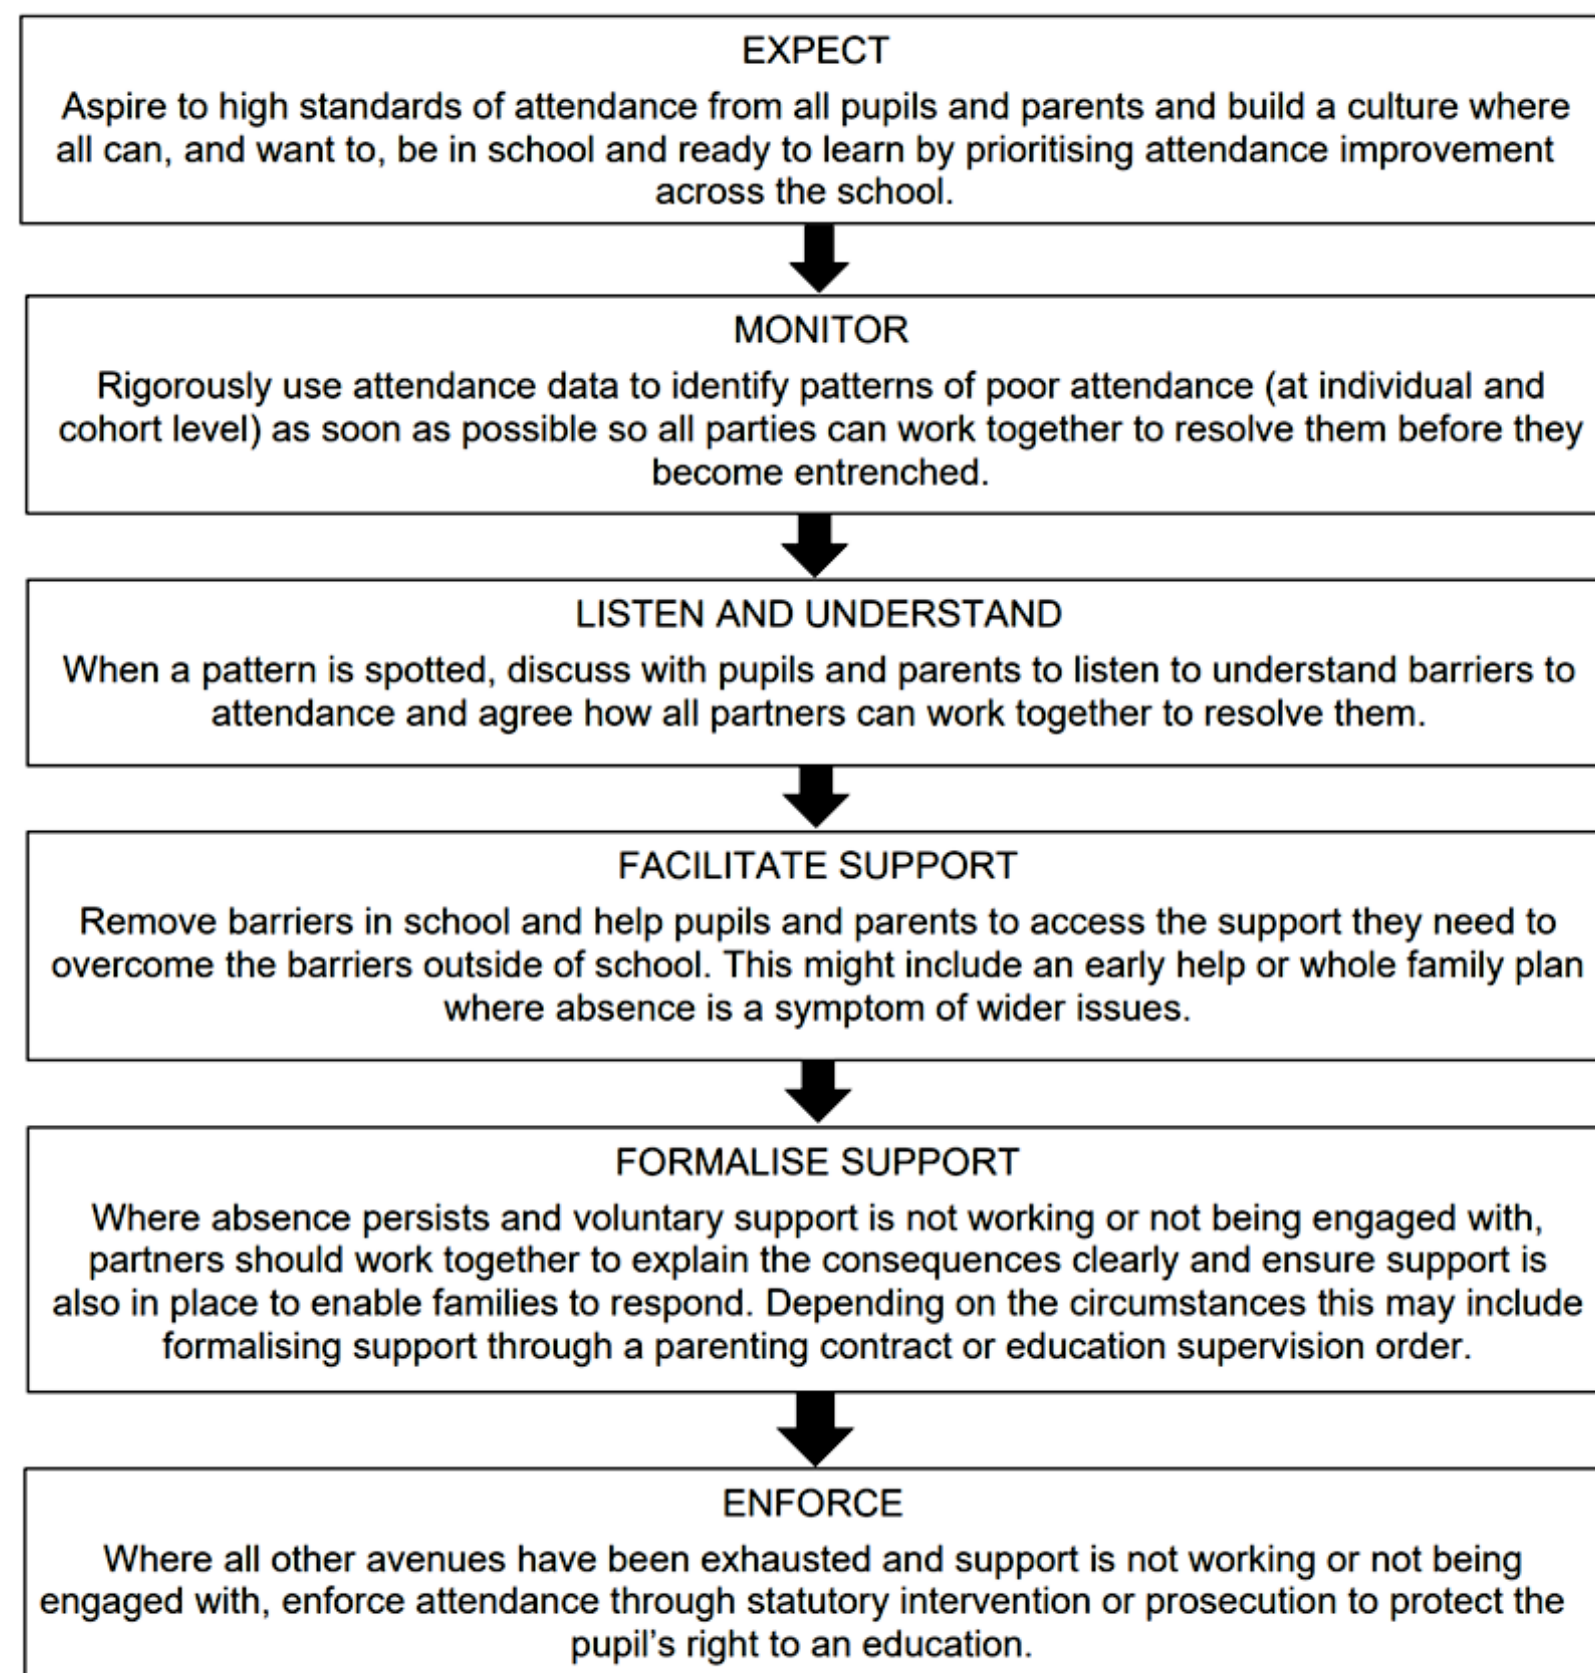 EXPECT
Aspire to high standards of attendance from all pupils and parents and build a culture where
all can, and want to, be in school and ready to learn by prioritising attendance improvement
across the school.
MONITOR
Rigorously use attendance data to identify patterns of poor attendance (at individual and
cohort level) as soon as possible so all parties can work together to resolve them before they
become entrenched.
LISTEN AND UNDERSTAND
When a pattern is spotted, discuss with pupils and parents to listen to understand barriers to
attendance and agree how all partners can work together to resolve them.
FACILITATE SUPPORT
Remove barriers in school and help pupils and parents to access the support they need to
overcome the barriers outside of school. This might include an early help or whole family plan
where absence is a symptom of wider issues.
FORMALISE SUPPORT
Where absence persists and voluntary support is not working or not being engaged with,
partners should work together to explain the consequences clearly and ensure support is
also in place to enable families to respond. Depending on the circumstances this may include
formalising support through a parenting contract or education supervision order.
ENFORCE
Where all other avenues have been exhausted and support is not working or not being
engaged with, enforce attendance through statutory intervention or prosecution to protect the
pupil’s right to an education.